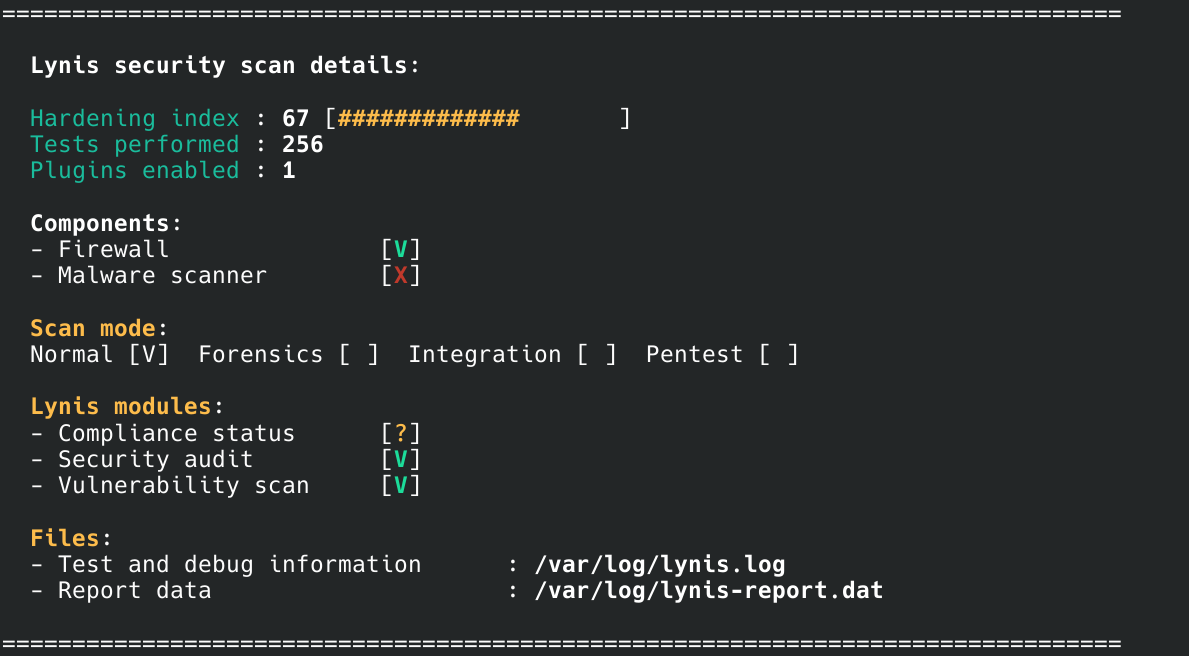 ================================================================================
Lynis security scan details:
Hardening index : 67 [#############       ]
Tests performed : 256
Plugins enabled : 1
Components:
- Firewall               [V]
- Malware scanner        [X]
Scan mode:
Normal [V]  Forensics [ ]  Integration [ ]  Pentest [ ]
Lynis modules:
- Compliance status      [?]
- Security audit         [V]
- Vulnerability scan     [V]
Files:
- Test and debug information      : /var/log/lynis.log
- Report data                     : /var/log/lynis-report.dat
================================================================================